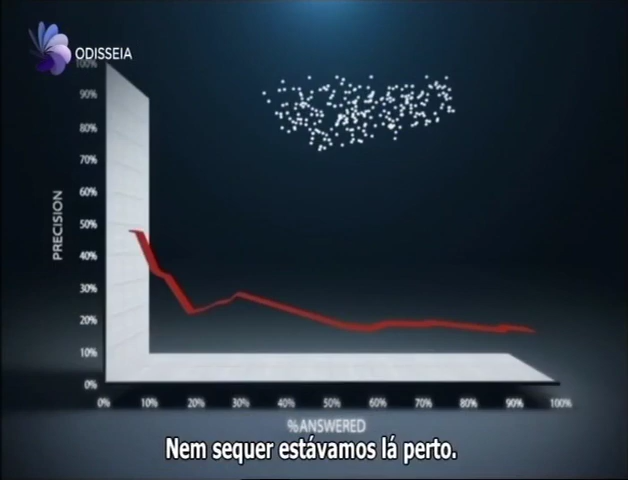 ODISSEIA
100%
90%
80%
70%
60%
50%
40%
30%
20%
10%
0%
PRECISION
0% 10% 20% 30% 40% 50% 60% 70% 80% 90% 100%
%ANSWERED
Nem sequer estávamos lá perto.